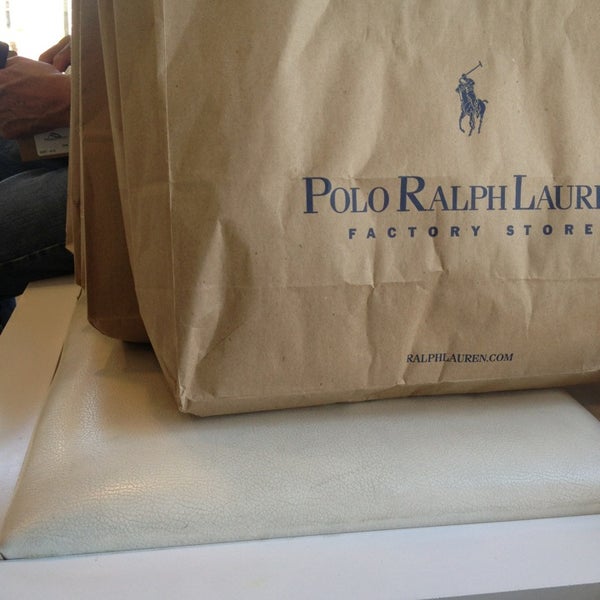 POLO RALPH LAURE
FACTORY STORE
RALPHLAUREN.COM